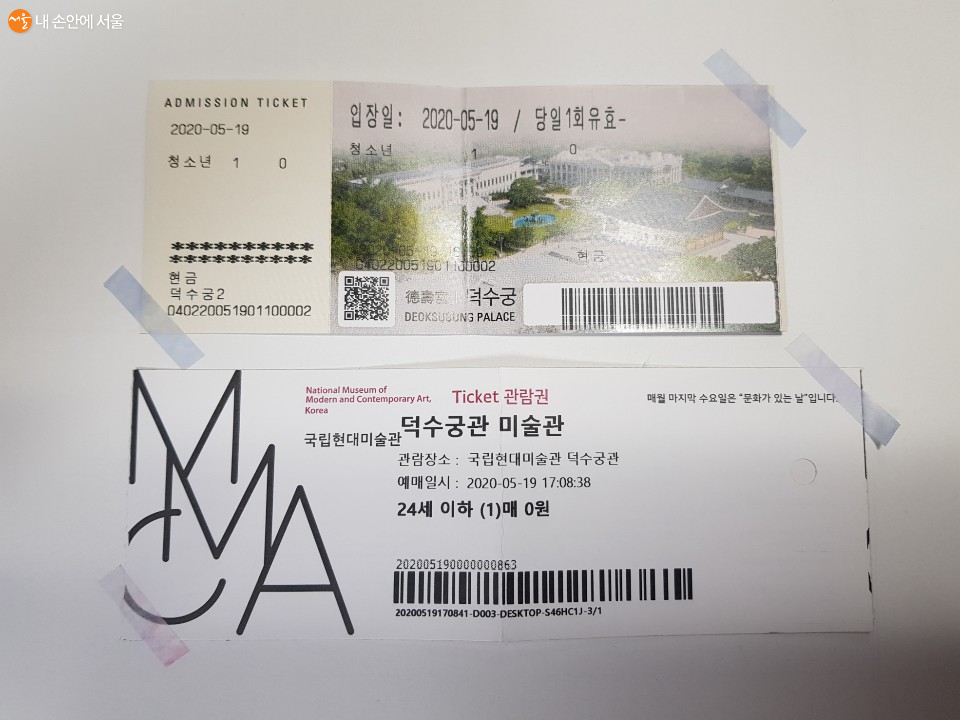 서울 내 손안에 서울
ADMISSION TICKET
2020-05-19
청소년 1 0
********** 
**********
현금
덕수궁2
040220051901100002
입장일: 2020-05-19 / 당일1회유효-
청소년 1 0
현금
040220051901100002
德壽宮 덕수궁
DEOKSUGUNG PALACE
MMCA
National Museum of
Modern and Contemporary Art,
Korea
국립현대미술관
Ticket 관람권
매월 마지막 수요일은 "문화가 있는 날"입니다.
덕수궁관 미술관
관람장소 : 국립현대미술관 덕수궁관
예매일시 : 2020-05-19 17:08:38
24세 이하 (1)매 0원
202005190000000863
20200519170841-D003-DESKTOP-S46HC1J-3/1